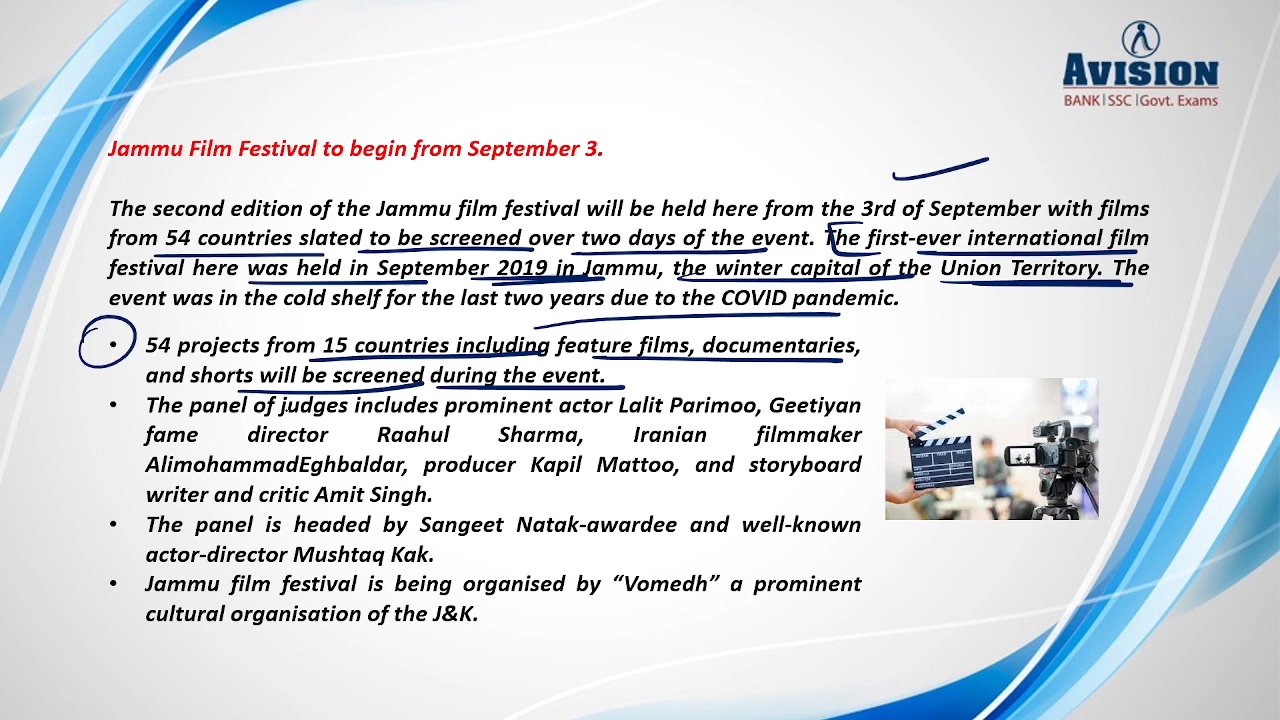 AVISION
BANK|SSC|Govt. Exams
Jammu Film Festival to begin from September 3.
The second edition of the Jammu film festival will be held here from the 3rd of September with films
from 54 countries slated to be screened over two days of the event. The first-ever international film
festival here was held in September 2019 in Jammu, the winter capital of the Union Territory. The
event was in the cold shelf for the last two years due to the COVID pandemic.
• 54 projects from 15 countries including feature films, documentaries,
and shorts will be screened during the event.
• The panel of judges includes prominent actor Lalit Parimoo, Geetiyan
fame director Raahul Sharma, Iranian filmmaker
AlimohammadEghbaldar, producer Kapil Mattoo, and storyboard
writer and critic Amit Singh.
• The panel is headed by Sangeet Natak-awardee and well-known
actor-director Mushtaq Kak.
• Jammu film festival is being organised by “Vomedh” a prominent
cultural organisation of the J&K.